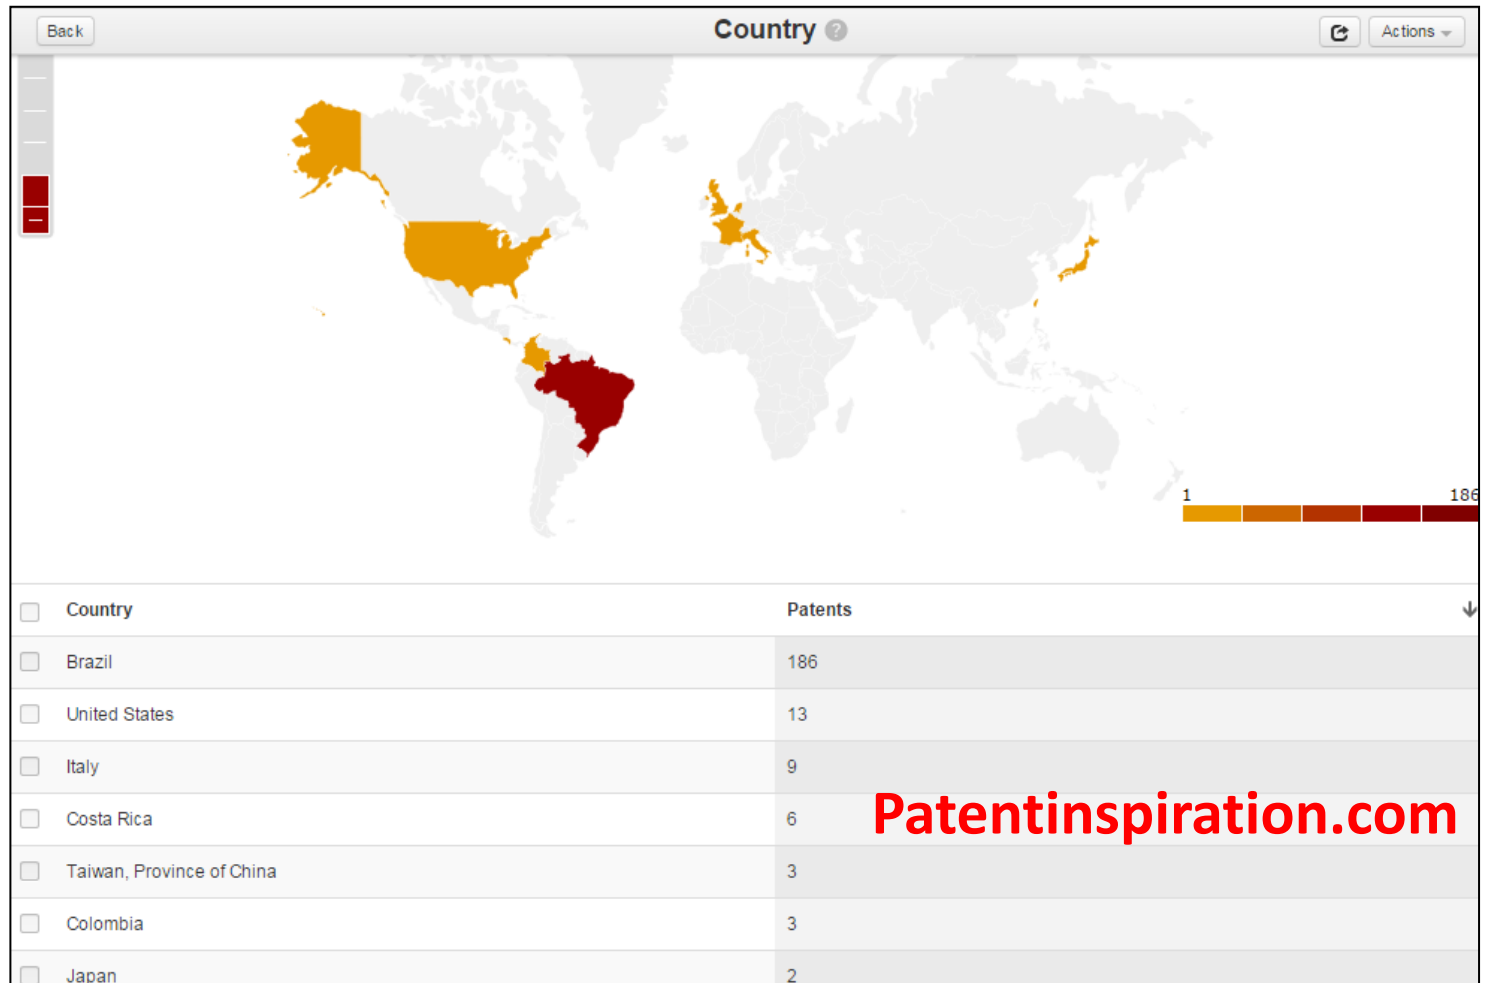 Back
Country ?
Actions
1
186
Country
Patents
Brazil
186
United States
13
Italy
9
Costa Rica
6
Patentinspiration.com
Taiwan, Province of China
3
Colombia
3
Japan
2